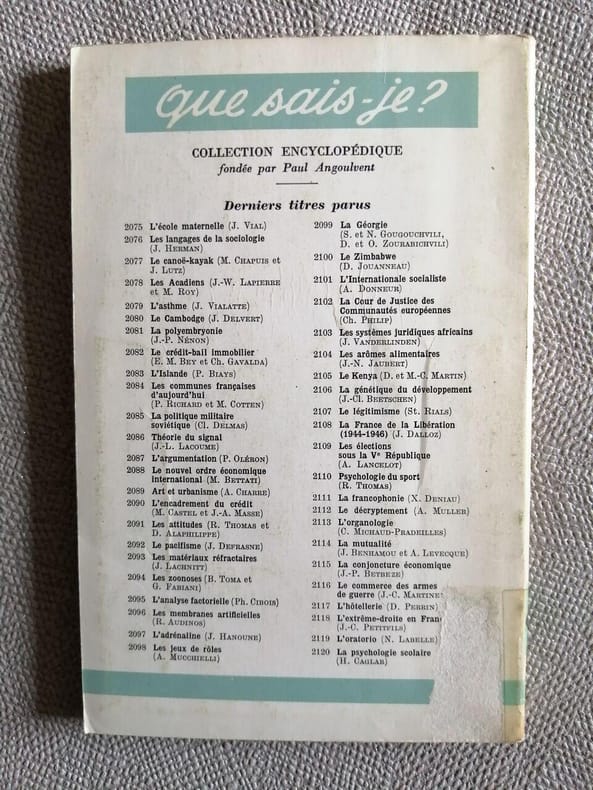 que sais-je?
COLLECTION ENCYCLOPÉDIQUE
fondée par Paul Angoulvent
Derniers titres parus
2075 L'école maternelle (J. VIAL)
2076 Les langages de la sociologie
(J. HERMAN)
2077 Le canoë-kayak (M. CHAPUIS et
J. LUTZ)
2078 Les Acadiens (J.-W. LAPIERRE
et M. ROY)
2079 L'asthme (J. VIALATTE)
2080 Le Cambodge (J. DELVERT)
2081 La polyembryonie
(J.-P. NÉNON)
2082 Le crédit-bail immobilier
(E. M. BEY et Ch. GAVALDA)
2083 L'Islande (P. BIAYS)
2084 Les communes françaises
d'aujourd'hui
(P. RICHARD et M. COTTEN)
2085 La politique militaire
soviétique (Cl. DELMAS)
2086 Théorie du signal
(J.-L. LACOUME)
2087 L'argumentation (P. OLÉRON)
2088 Le nouvel ordre économique
international (M. BETTATI)
2089 Art et urbanisme (A. CHARRE)
2090 L'encadrement du crédit
(M. CASTEL et J.-A. MASSE)
2091 Les attitudes (R. THOMAS et
D. ALAPHILIPPE)
2092 Le pacifisme (J. DEFRASNE)
2093 Les matériaux réfractaires
(J. LACHNITT)
2094 Les zoonoses (B. TOMA et
G. FABIANI)
2095 L'analyse factorielle (Ph. CIBOIS)
2096 Les membranes artificielles
(R. AUDINOS)
2097 L'adrénaline (J. HANOUNE)
2098 Les jeux de rôles
(A. MUCCHIELLI)
2099 La Géorgie
(S. et N. GOUGOUCHVILI,
D. et O. ZOURABICHVILI)
2100 Le Zimbabwe
(D. JOUANNEAU)
2101 L'Internationale socialiste
(A. DONNEUR)
2102 La Cour de Justice des
Communautés européennes
(Ch. PHILIP)
2103 Les systèmes juridiques africains
(J. VANDERLINDEN)
2104 Les arômes alimentaires
(J.-N. JAUBERT)
2105 Le Kenya (D. et M.-C. MARTIN)
2106 La génétique du développement
(J.-Cl. BEETSCHEN)
2107 Le légitimisme (St. RIALS)
2108 La France de la Libération
(1944-1946) (J. DALLOZ)
2109 Les élections
sous la Vᵉ République
(A. LANCELOT)
2110 Psychologie du sport
(R. THOMAS)
2111 La francophonie (X. DENIAU)
2112 Le décryptement (A. MULLER)
2113 L'organologie
(C. MICHAUD-PRADEILLES)
2114 La mutualité
(J. BENHAMOU et A. LEVECQUE)
2115 La conjoncture économique
(J.-P. BETBEZE)
2116 Le commerce des armes
de guerre (J.-C. MARTINE
2117 L'hôtellerie (D. PERRIN)
2118 L'extrême-droite en Fran
(J.-C. PETITFILS)
2119 L'oratorio (N. LABELLE)
2120 La psychologie scolaire
(H. CAGLAR)